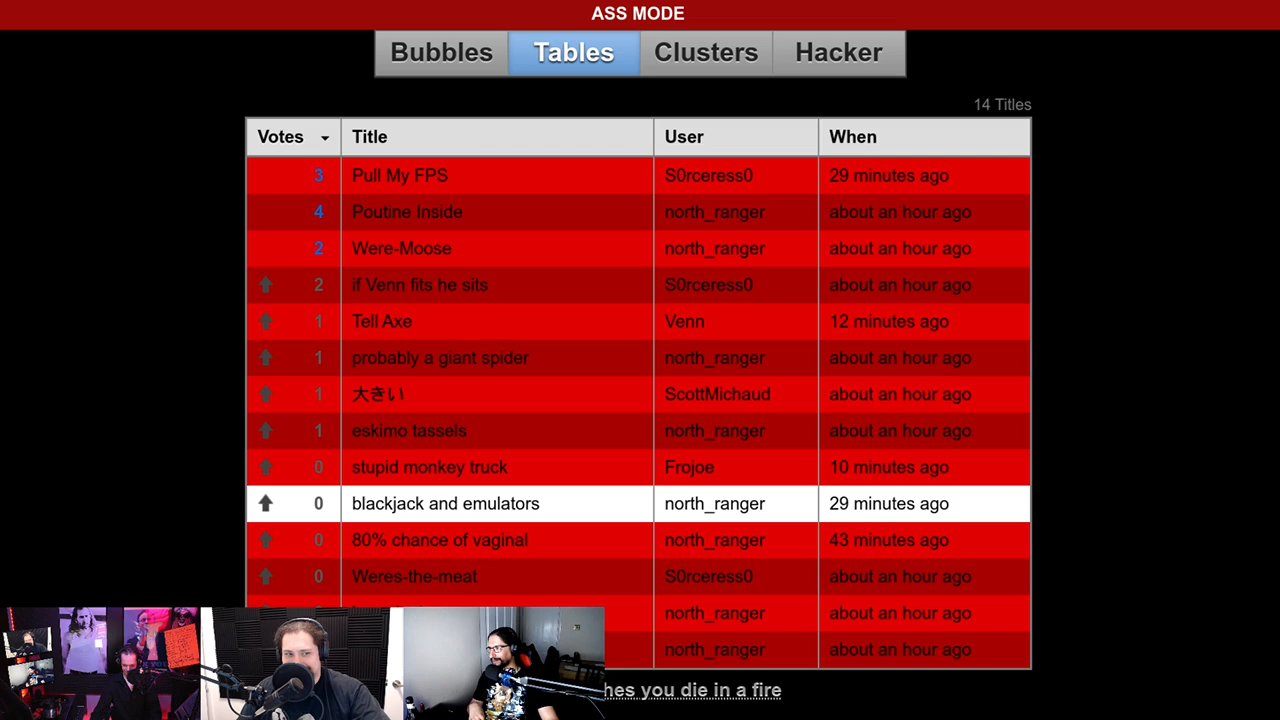 ASS MODE
Bubbles Tables Clusters Hacker
14 Titles
Votes Title User When
3 Pull My FPS S0rceress0 29 minutes ago
4 Poutine Inside north_ranger about an hour ago
2 Were-Moose north_ranger about an hour ago
2 if Venn fits he sits S0rceress0 about an hour ago
1 Tell Axe Venn 12 minutes ago
1 probably a giant spider north_ranger about an hour ago
1 大きい ScottMichaud about an hour ago
1 eskimo tassels north_ranger about an hour ago
0 stupid monkey truck Frojoe 10 minutes ago
0 blackjack and emulators north_ranger 29 minutes ago
0 80% chance of vaginal north_ranger 43 minutes ago
0 Weres-the-meat S0rceress0 about an hour ago
north_ranger about an hour ago
north_ranger about an hour ago
hes you die in a fire